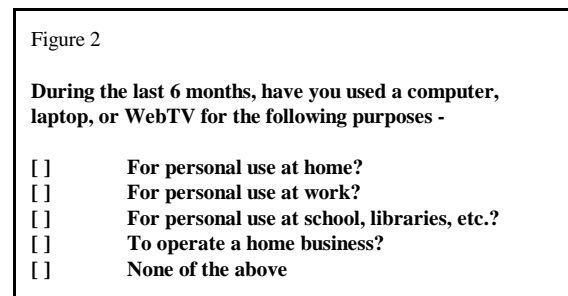 Figure 2
During the last 6 months, have you used a computer,
laptop, or WebTV for the following purposes -
[ ] For personal use at home?
[ ] For personal use at work?
[ ] For personal use at school, libraries, etc.?
[ ] To operate a home business?
[ ] None of the above